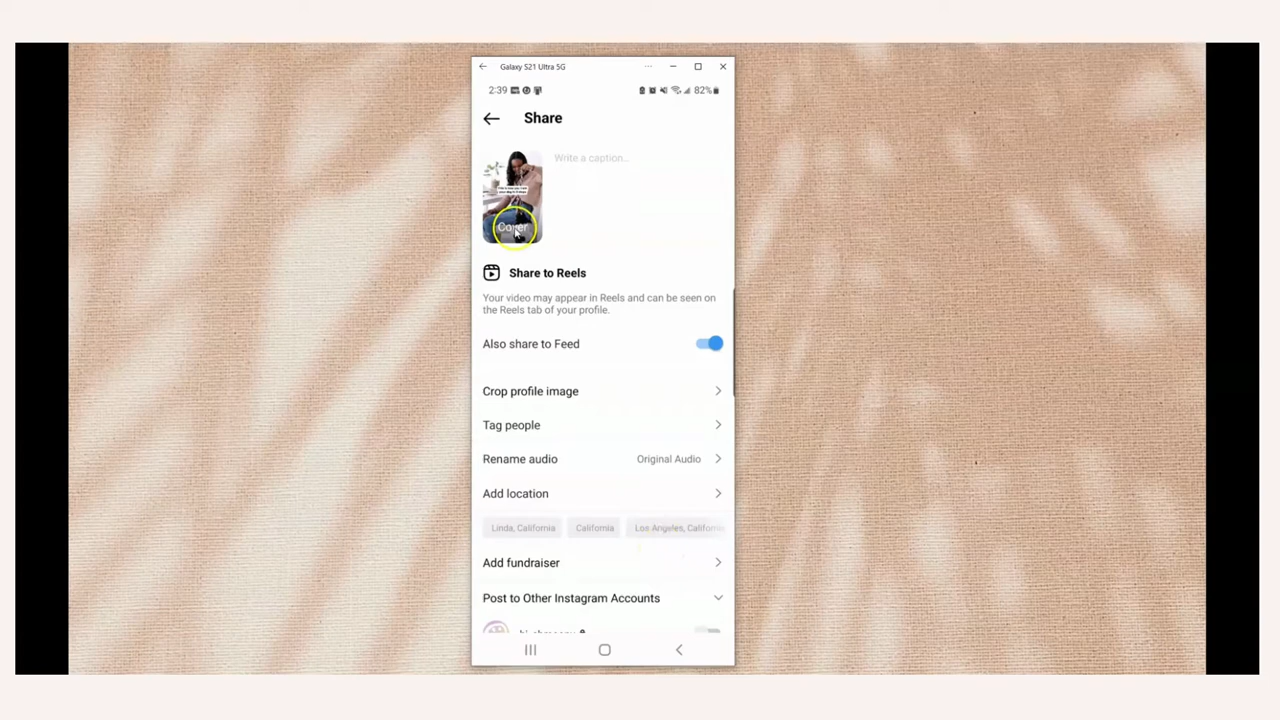 Galaxy S21 Ultra 5G
2:39 82%
Share
Write a caption...
Cover
Share to Reels
Your video may appear in Reels and can be seen on
the Reels tab of your profile.
Also share to Feed
Crop profile image
Tag people
Rename audio Original Audio
Add location
Linda, California California Los Angeles, Californi
Add fundraiser
Post to Other Instagram Accounts